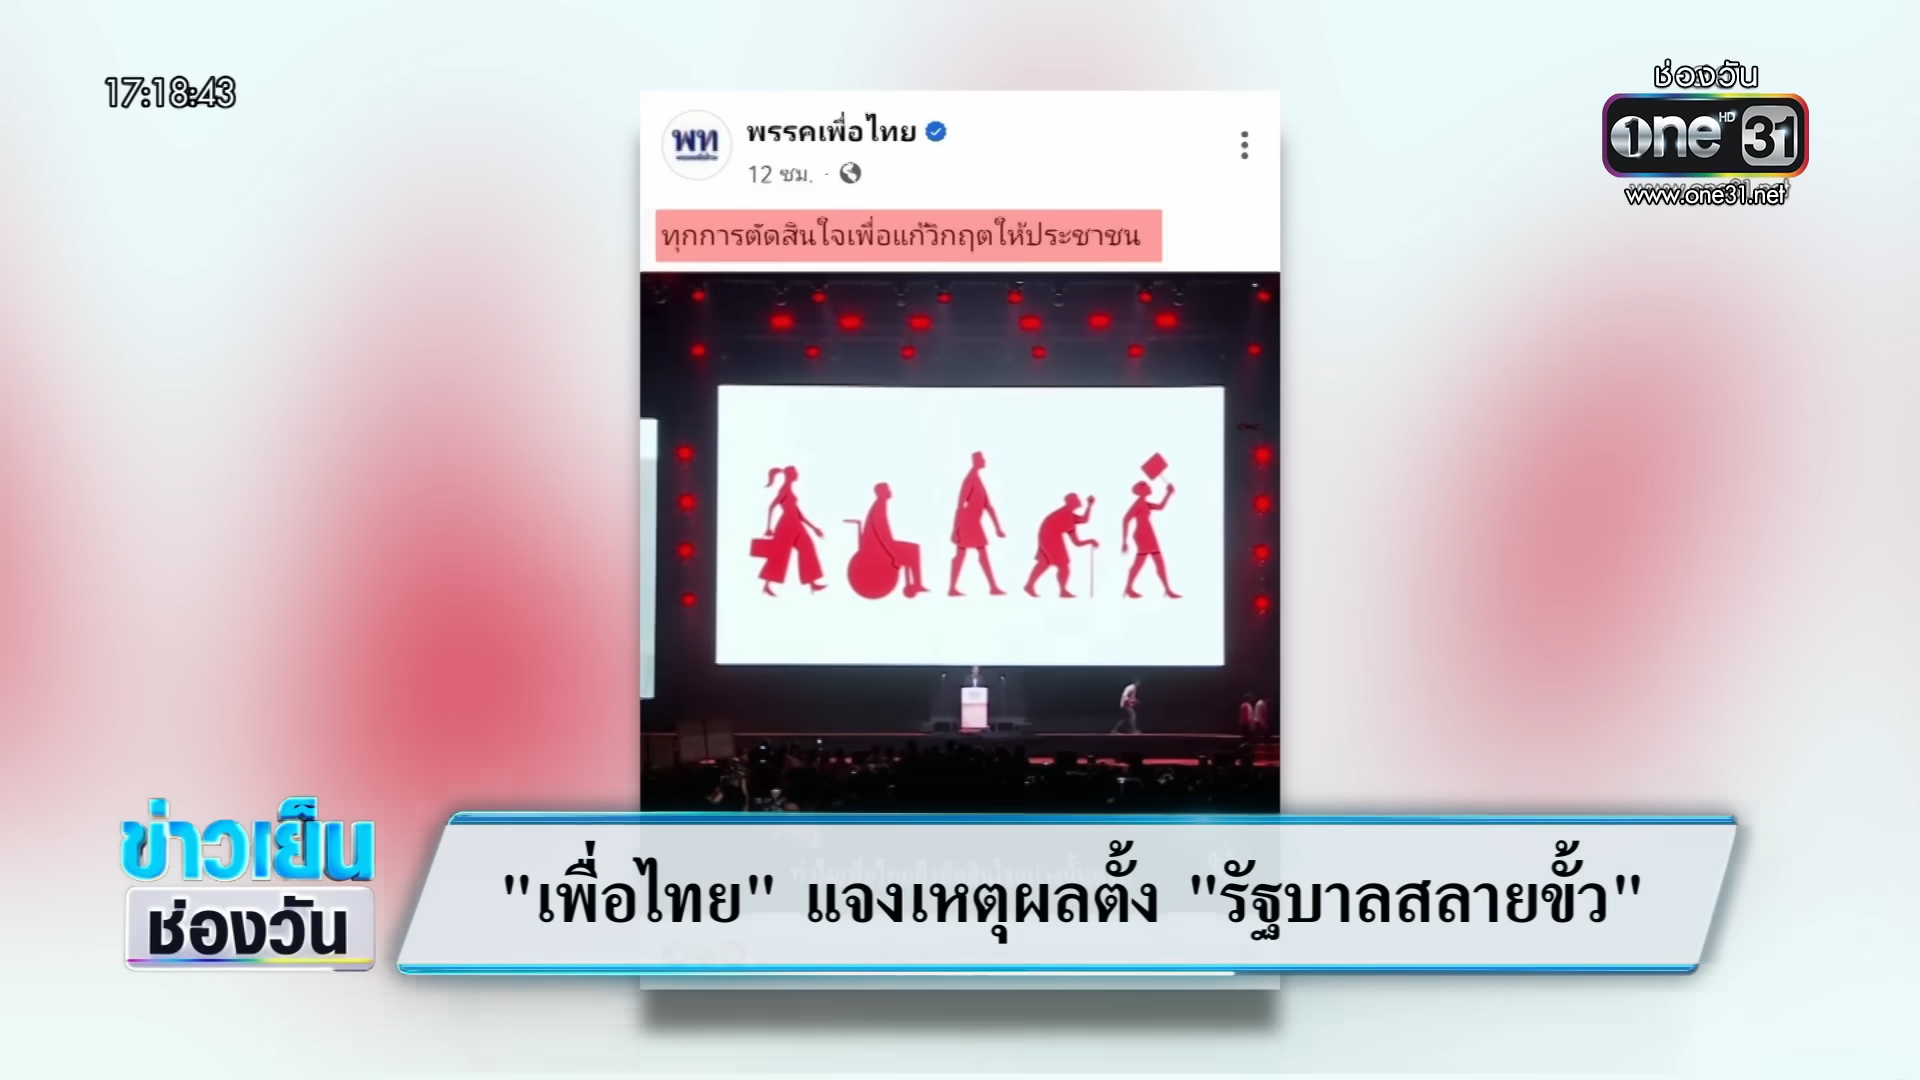 17:18:43
ช่องวัน
one HD 31
www.one31.net
พท
พรรคเพื่อไทย
12 ชม.
ทุกการตัดสินใจเพื่อแก้วิกฤตให้ประชาชน
ข่าวเย็น
ช่องวัน
"เพื่อไทย" แจงเหตุผลตั้ง "รัฐบาลสลายขั้ว"